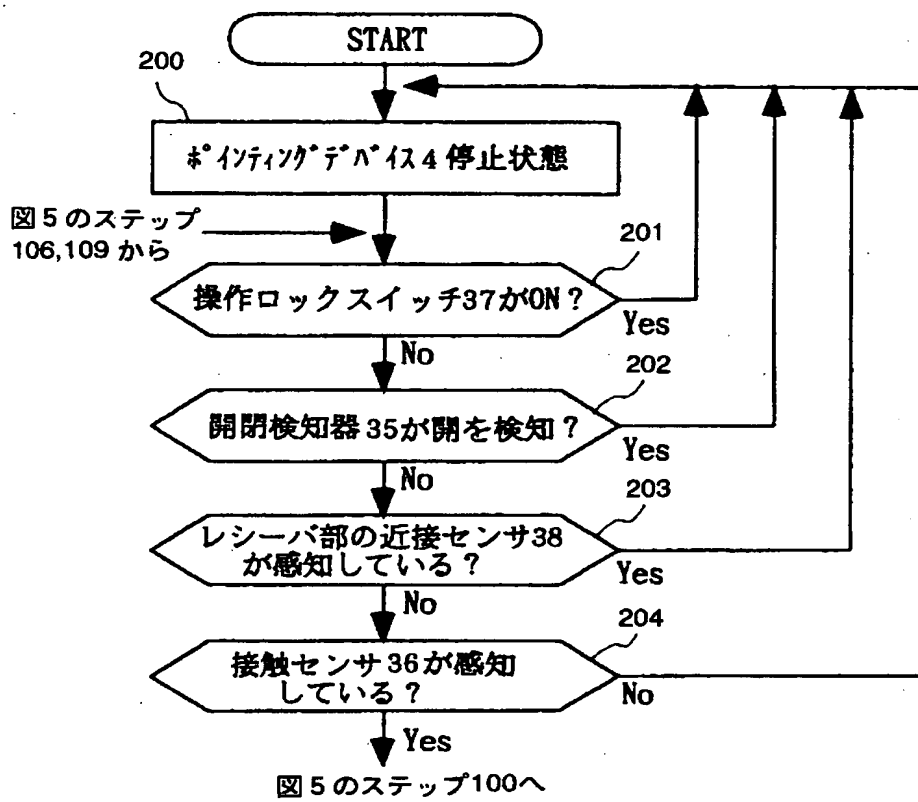 START
200
ﾎﾟｲﾝﾃｨﾝｸﾞﾃﾞﾊﾞｲｽ4 停止状態
図5のステップ
106,109 から
201
操作ロックスイッチ37がON？
Yes
No
202
開閉検知器35が開を検知？
Yes
No
203
レシーバ部の近接センサ38
が感知している？
Yes
No
204
接触センサ36が感知
している？
No
Yes
図5のステップ100へ